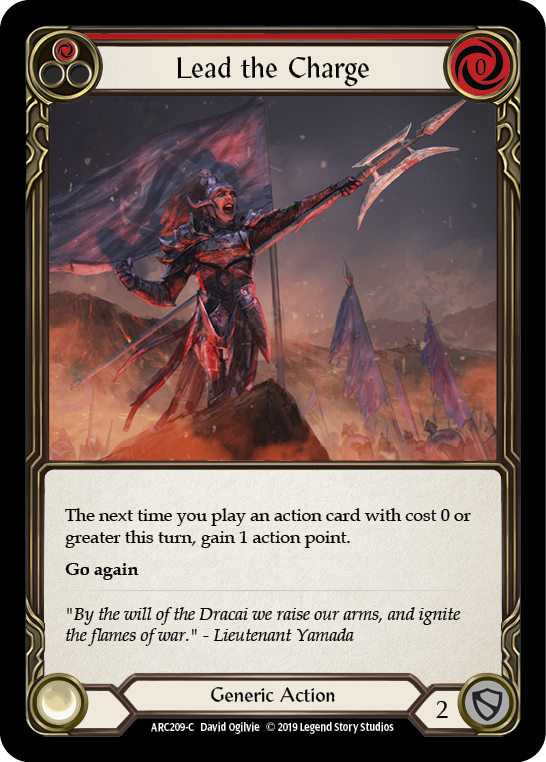 Lead the Charge
0
The next time you play an action card with cost 0 or
greater this turn, gain 1 action point.
Go again
"By the will of the Dracai we raise our arms, and ignite
the flames of war." - Lieutenant Yamada
Generic Action
2
ARC209-C David Ogilvie © 2019 Legend Story Studios